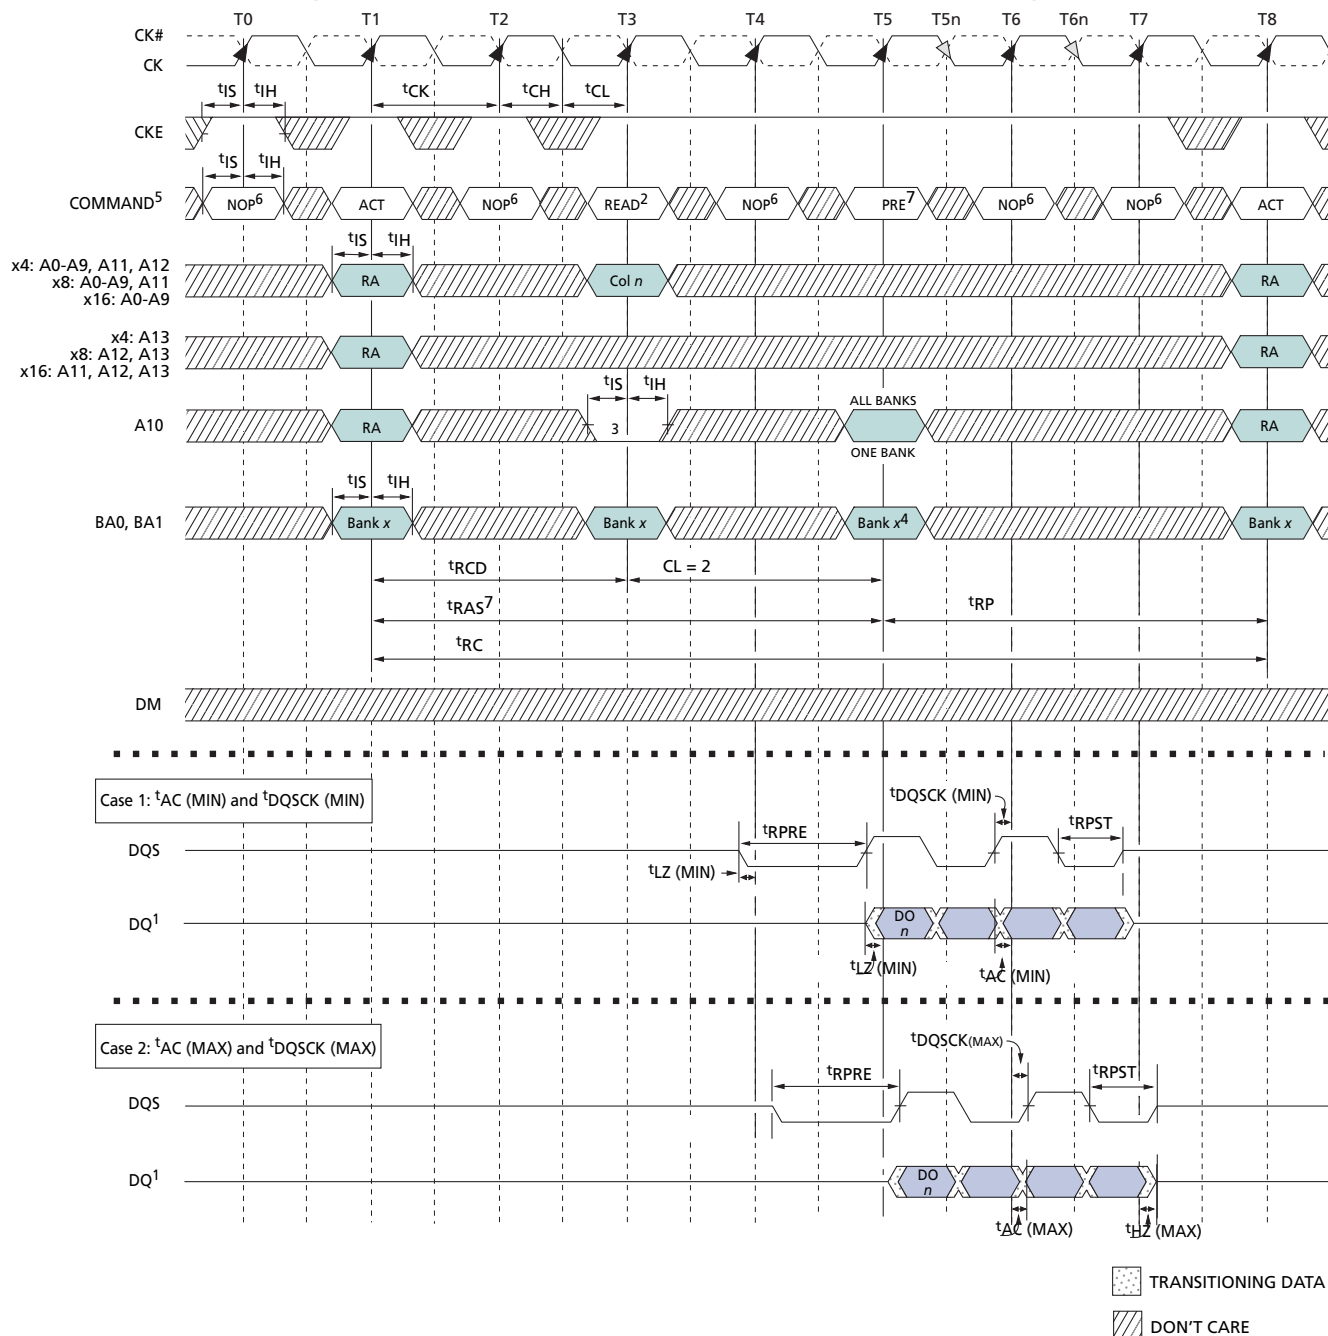 T0 T1 T2 T3 T4 T5 T5n T6 T6n T7 T8
CK#
CK
tIS tIH tCK tCH tCL
CKE
tIS tIH
COMMAND5 NOP6 ACT NOP6 READ2 NOP6 PRE7 NOP6 NOP6 ACT
tIS tIH
x4: A0-A9, A11, A12
x8: A0-A9, A11
x16: A0-A9
RA Col n RA
x4: A13
x8: A12, A13
x16: A11, A12, A13
RA RA
tIS tIH
ALL BANKS
A10 RA 3 RA
ONE BANK
tIS tIH
BA0, BA1 Bank x Bank x Bank x4 Bank x
tRCD CL = 2
tRAS7 tRP
tRC
DM
Case 1: tAC (MIN) and tDQSCK (MIN)
tDQSCK (MIN)
tRPRE tRPST
DQS
tLZ (MIN)
DQ1 DO
n
tLZ (MIN) tAC (MIN)
Case 2: tAC (MAX) and tDQSCK (MAX)
tDQSCK(MAX)
tRPRE tRPST
DQS
DQ1 DO
n
tAC (MAX) tHZ (MAX)
TRANSITIONING DATA
DON'T CARE